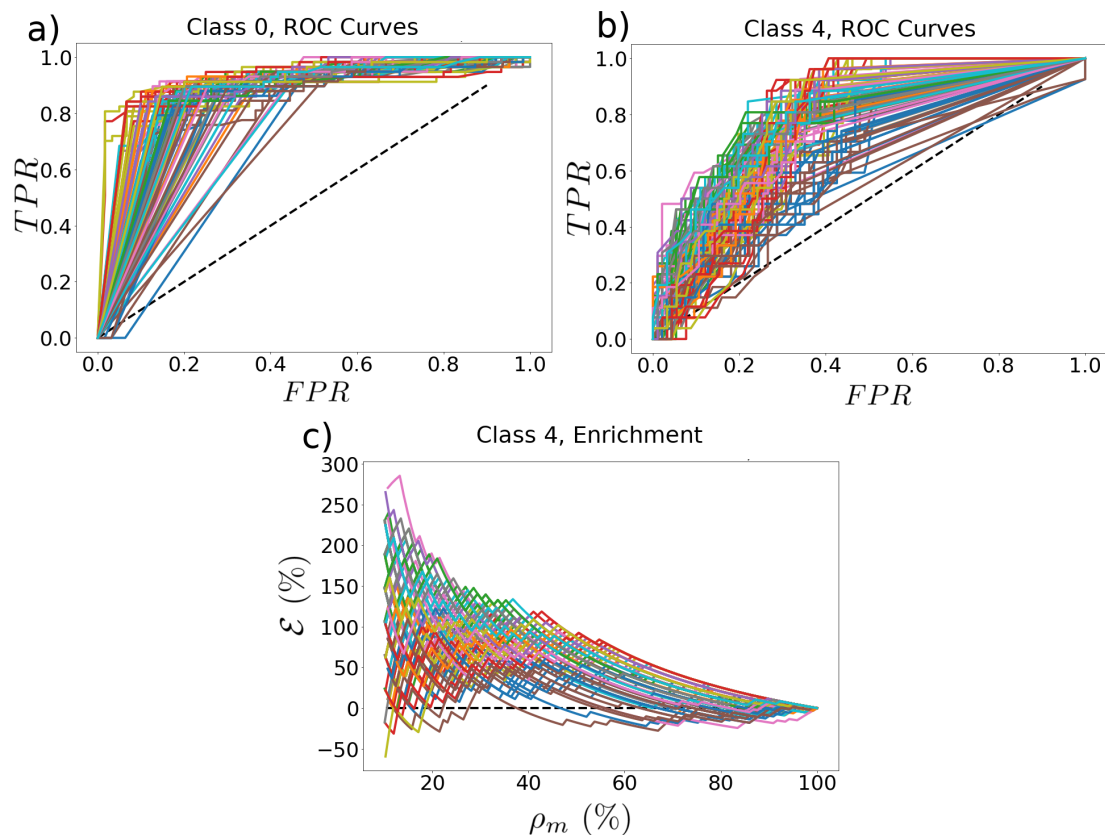 a) Class 0, ROC Curves
1.0
0.8
0.6
0.4
0.2
0.0
TPR
0.0 0.2 0.4 0.6 0.8 1.0
FPR
b) Class 4, ROC Curves
1.0
0.8
0.6
0.4
0.2
0.0
TPR
0.0 0.2 0.4 0.6 0.8 1.0
FPR
c) Class 4, Enrichment
300
250
200
150
100
50
0
−50
ℰ (%)
20 40 60 80 100
ρₘ (%)